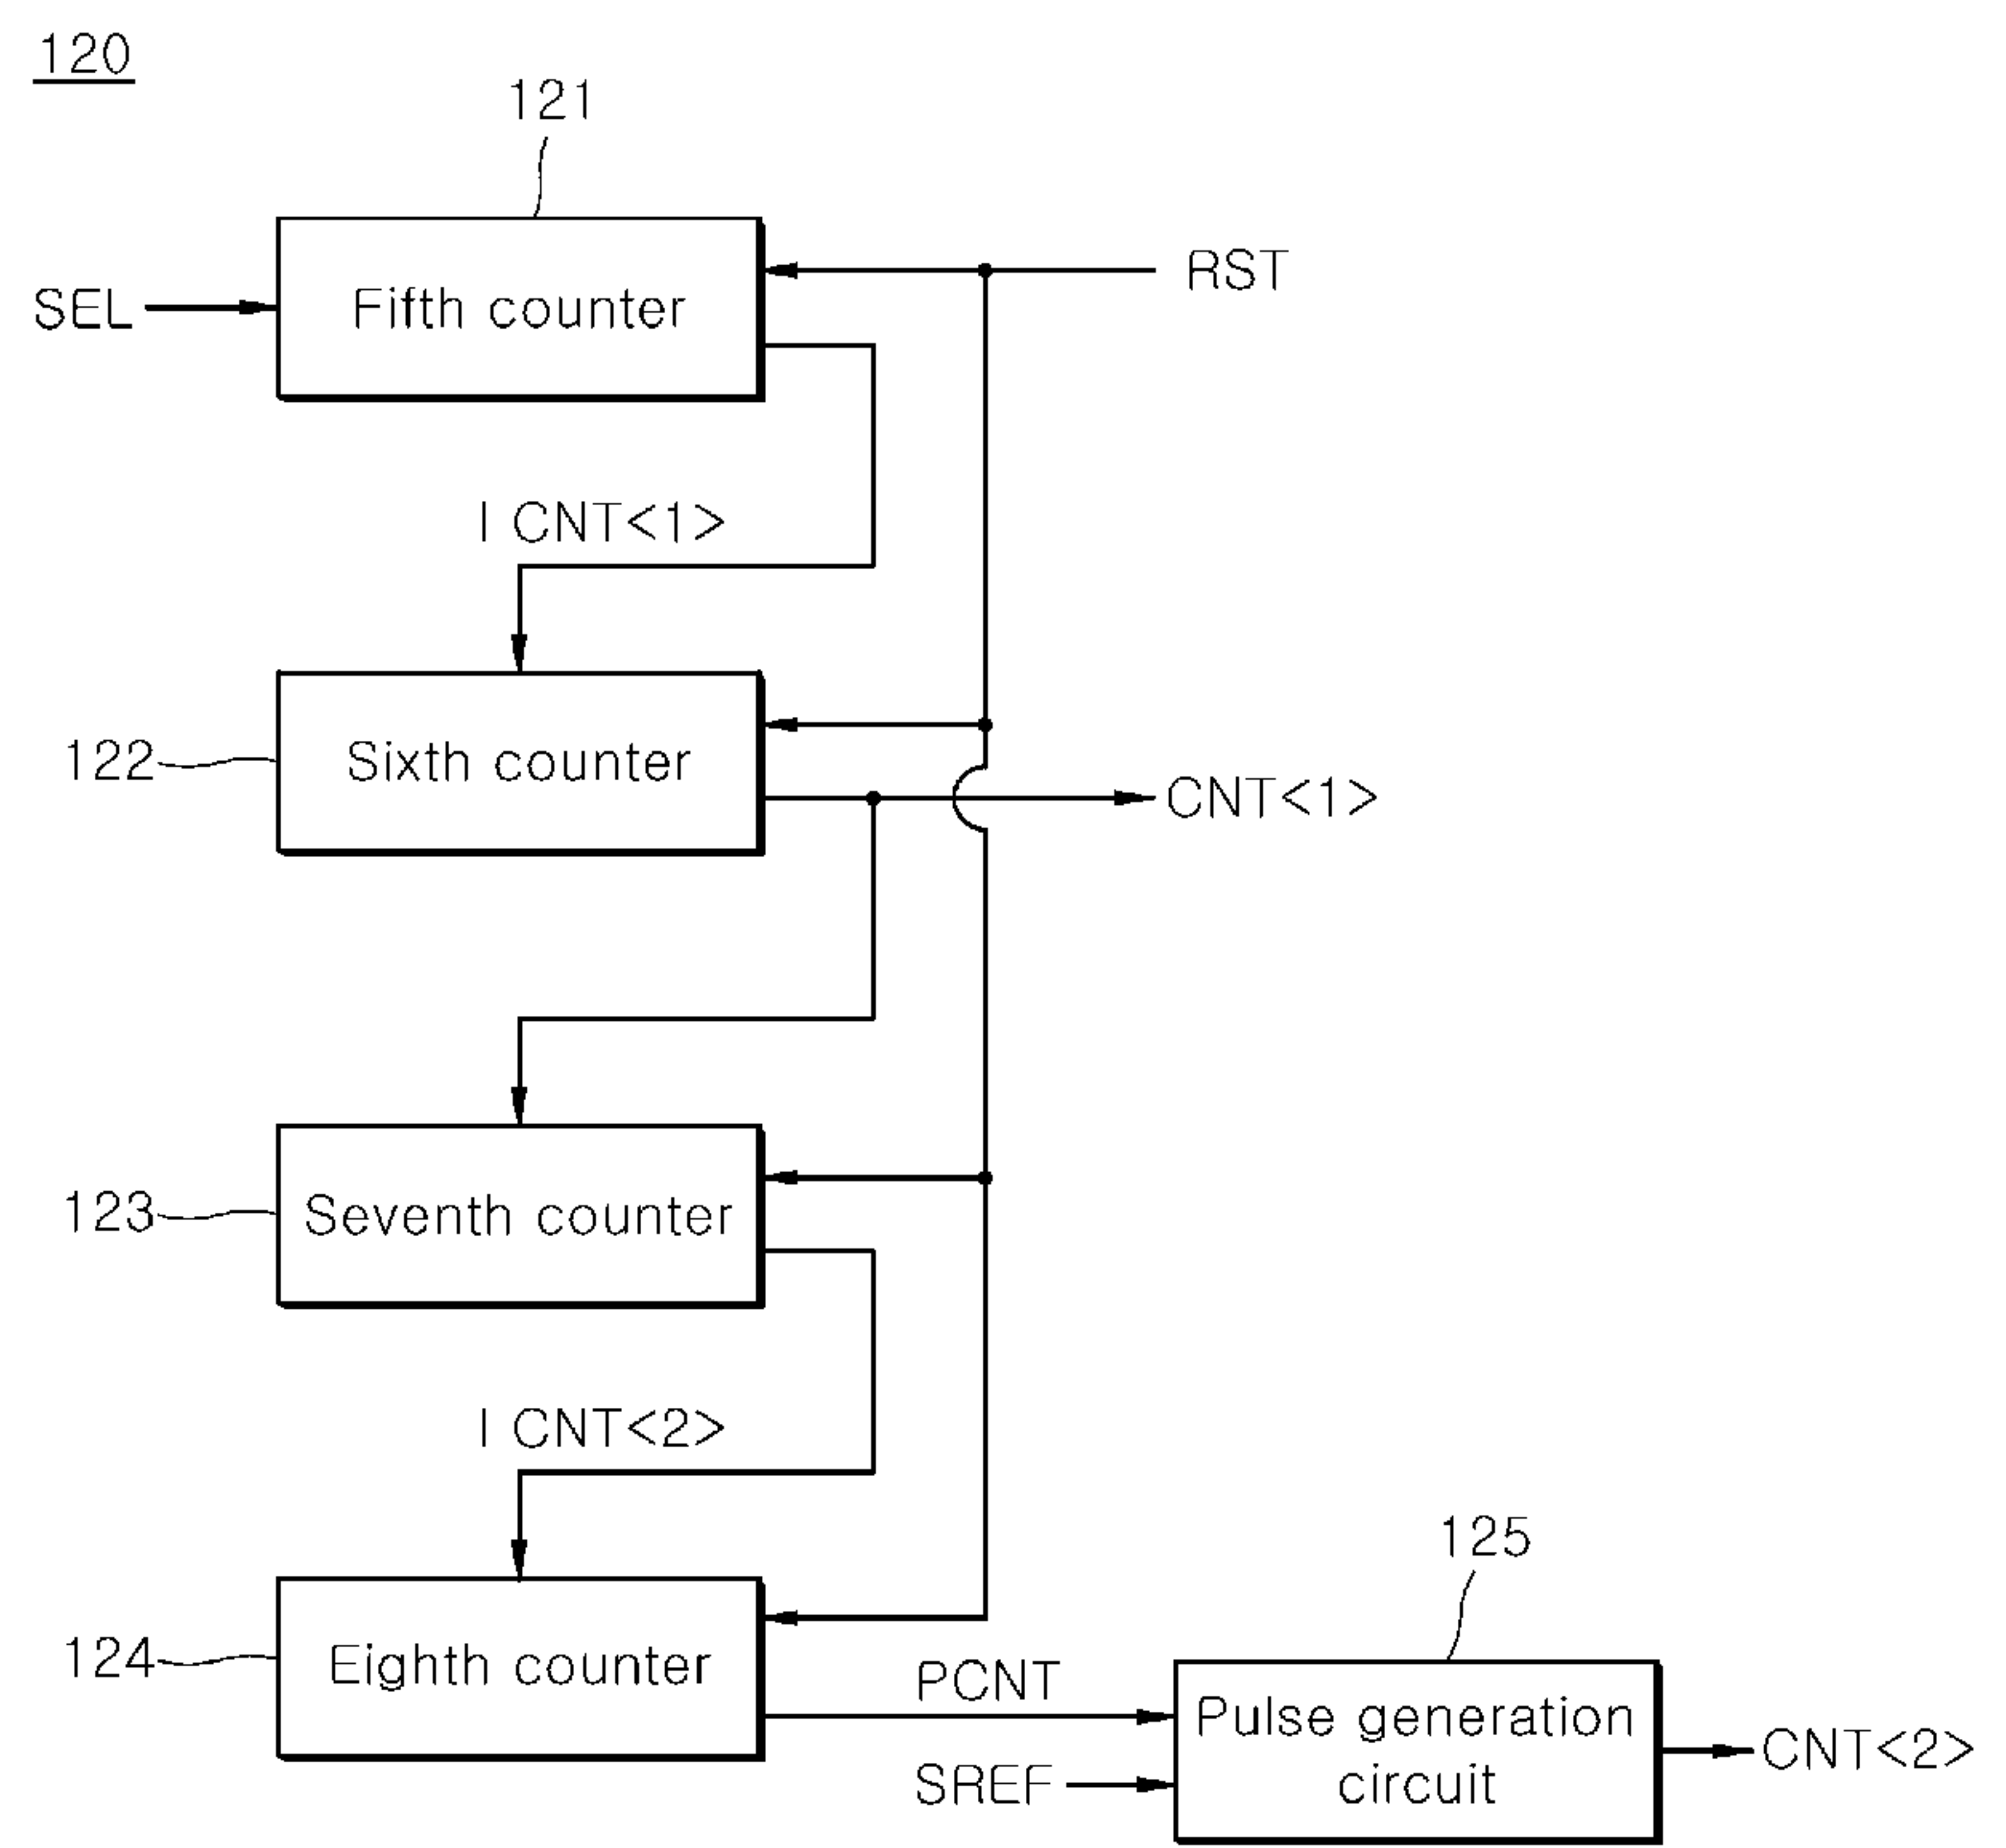 120
121
SEL
Fifth counter
RST
I CNT<1>
122
Sixth counter
CNT<1>
123
Seventh counter
I CNT<2>
125
124
Eighth counter
PCNT
SREF
Pulse generation
circuit
CNT<2>